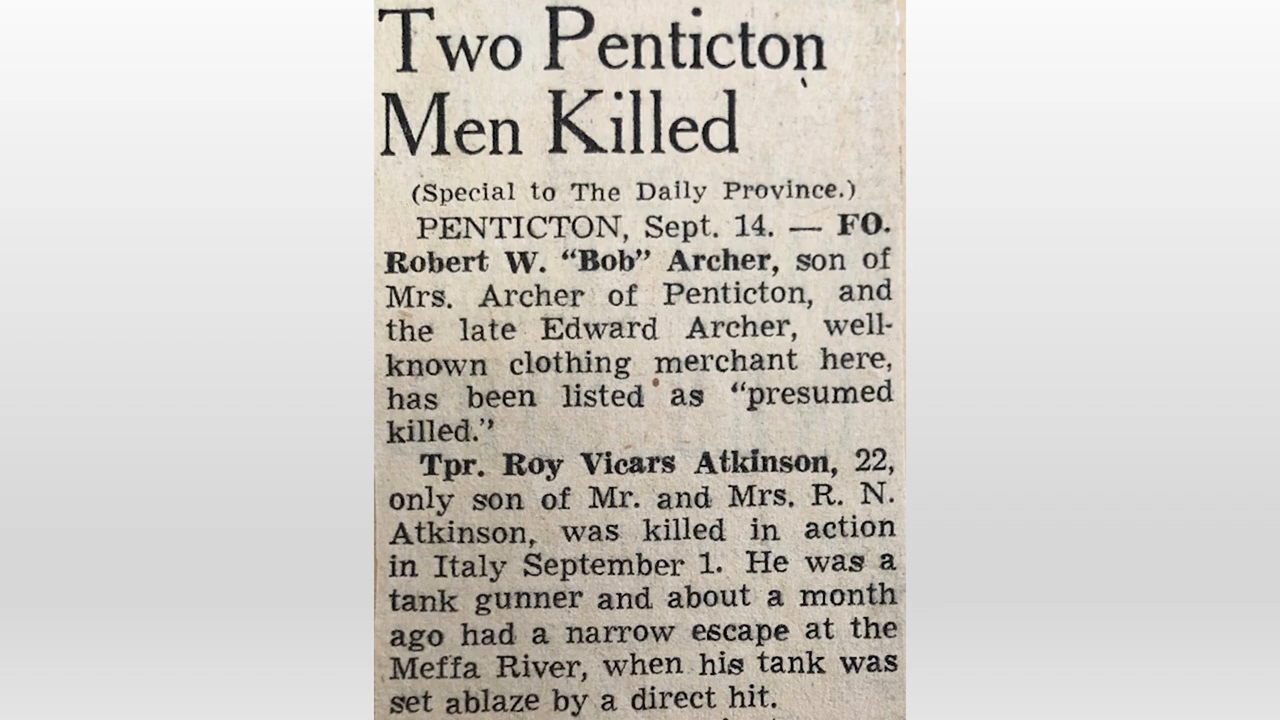 Two Penticton
Men Killed
(Special to The Daily Province.)
PENTICTON, Sept. 14. — FO.
Robert W. “Bob” Archer, son of
Mrs. Archer of Penticton, and
the late Edward Archer, well-
known clothing merchant here,
has been listed as “presumed
killed.”
Tpr. Roy Vicars Atkinson, 22,
only son of Mr. and Mrs. R. N.
Atkinson, was killed in action
in Italy September 1. He was a
tank gunner and about a month
ago had a narrow escape at the
Meffa River, when his tank was
set ablaze by a direct hit.